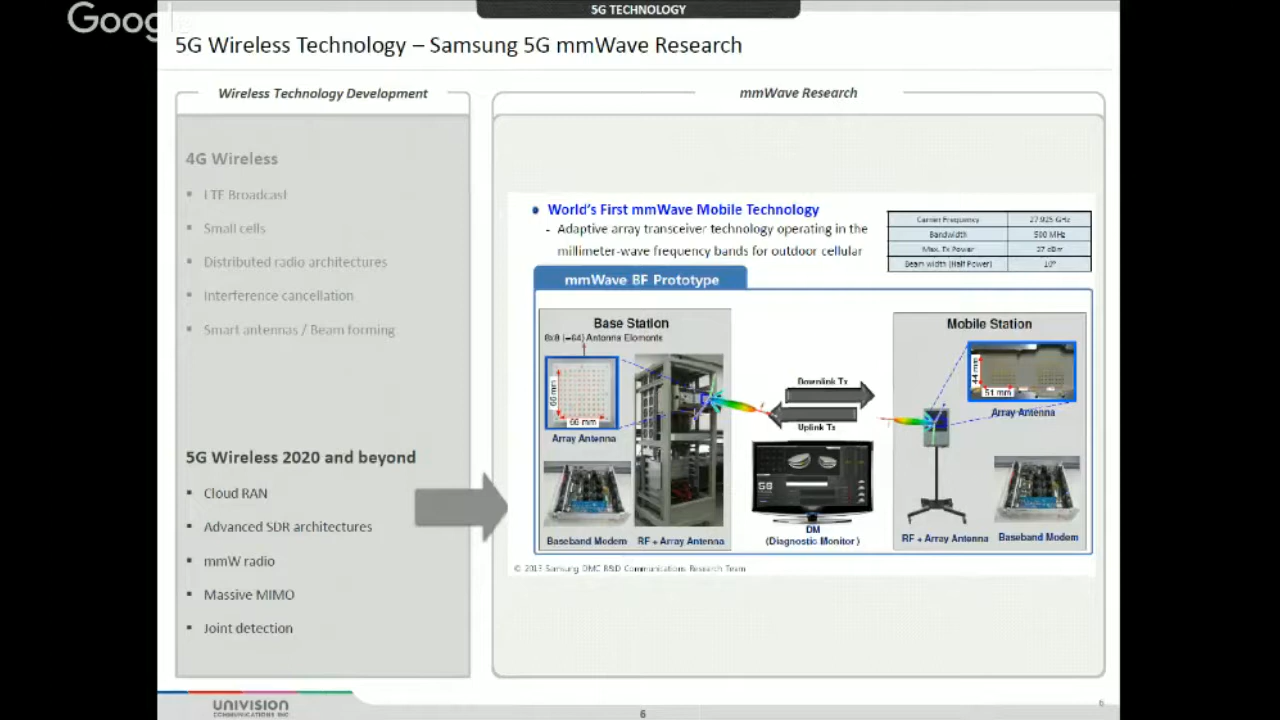 Goog
5G TECHNOLOGY
5G Wireless Technology – Samsung 5G mmWave Research
Wireless Technology Development
4G Wireless
▪ LTE Broadcast
▪ Small cells
▪ Distributed radio architectures
▪ Interference cancellation
▪ Smart antennas / Beam forming
5G Wireless 2020 and beyond
▪ Cloud RAN
▪ Advanced SDR architectures
▪ mmW radio
▪ Massive MIMO
▪ Joint detection
mmWave Research
• World's First mmWave Mobile Technology
- Adaptive array transceiver technology operating in the
millimeter-wave frequency bands for outdoor cellular
Carrier Frequency 27.925 GHz
Bandwidth 500 MHz
Max. Tx Power 37 dBm
Beam width (Half Power) 10°
mmWave BF Prototype
Base Station
8x8 (=64) Antenna Elements
66 mm
66 mm
Array Antenna
Baseband Modem
RF + Array Antenna
Downlink Tx
Uplink Tx
DM
(Diagnostic Monitor)
Mobile Station
44 mm
51 mm
Array Antenna
RF + Array Antenna
Baseband Modem
© 2013 Samsung DMC R&D Communications Research Team
UNIVISION
COMMUNICATIONS INC
6
6